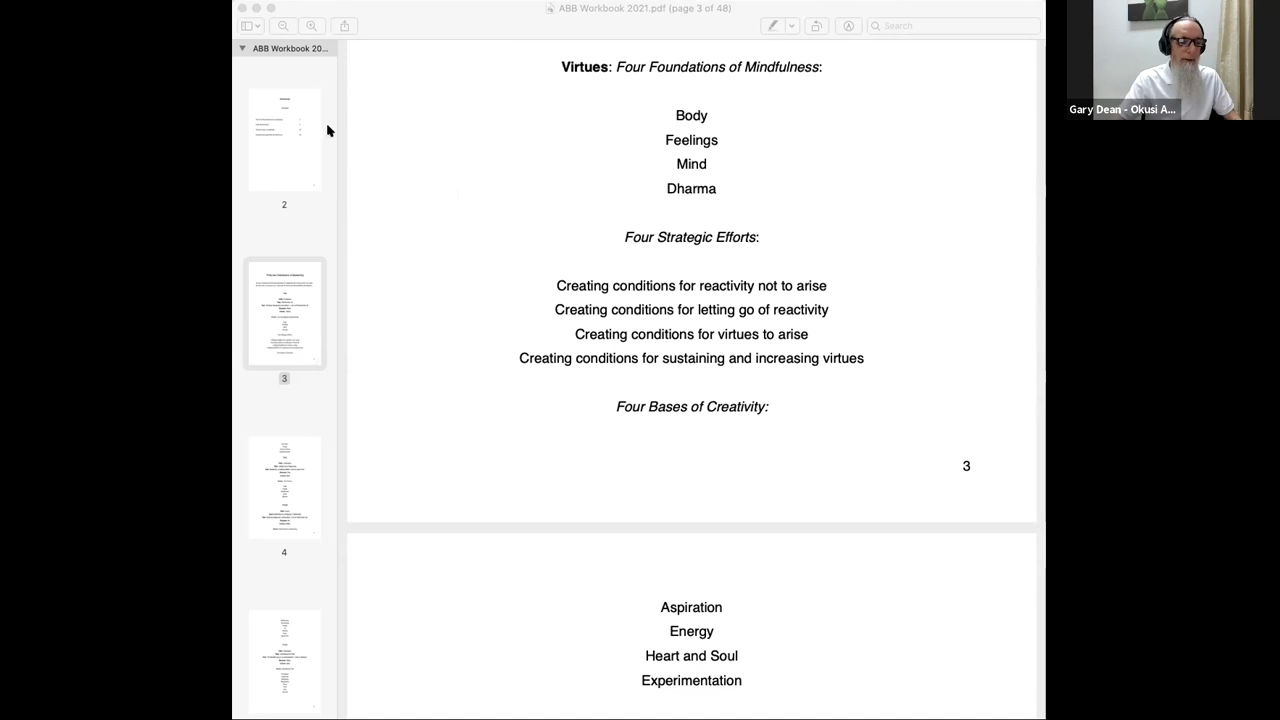 ABB Workbook 2021.pdf (page 3 of 48)
Search
ABB Workbook 20...
2
3
4
Virtues: Four Foundations of Mindfulness:
Body
Feelings
Mind
Dharma
Four Strategic Efforts:
Creating conditions for reactivity not to arise
Creating conditions for letting go of reactivity
Creating conditions for virtues to arise
Creating conditions for sustaining and increasing virtues
Four Bases of Creativity:
3
Aspiration
Energy
Heart and soul
Experimentation
Gary Dean - Okusi A...